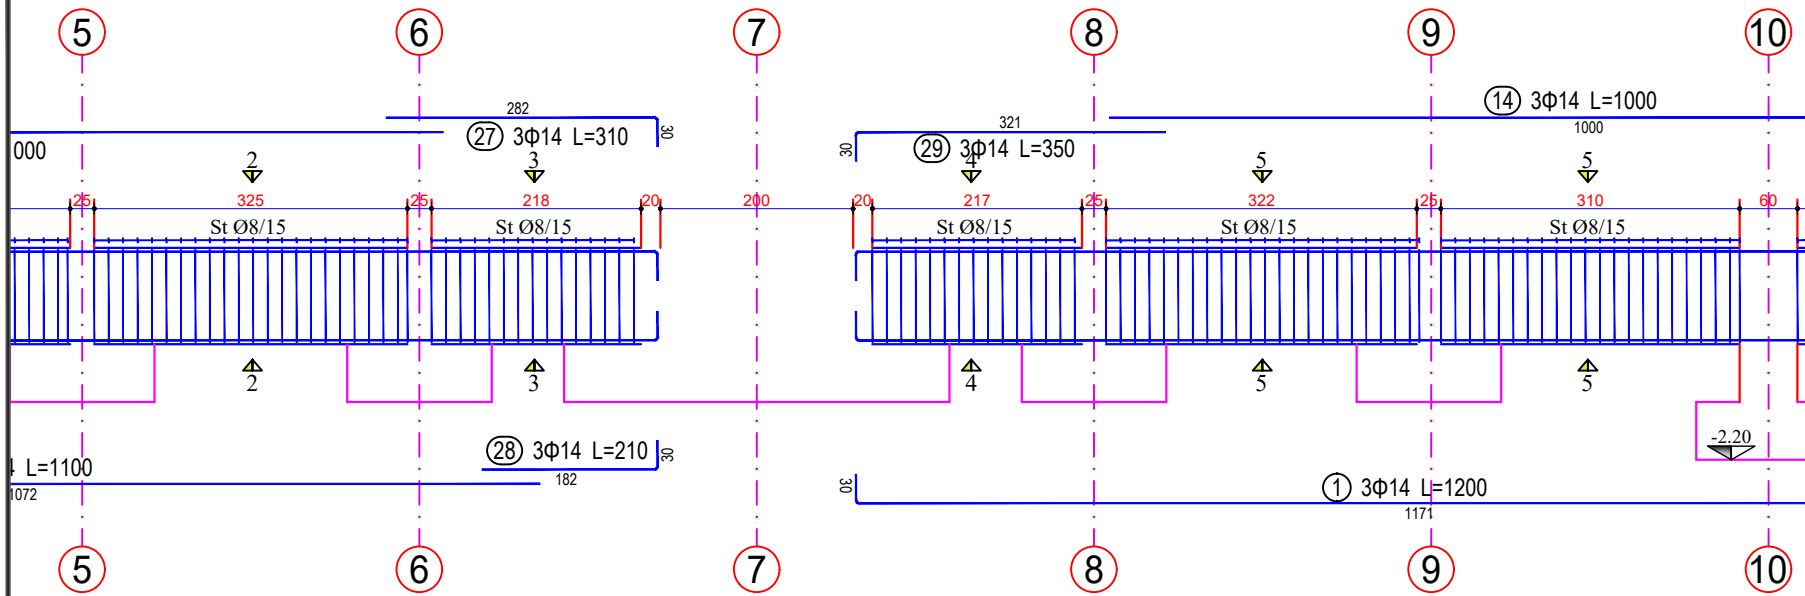 5 6 7 8 9 10
282
27 3Φ14 L=310
30
000
321
29 3Φ14 L=350
30
14 3Φ14 L=1000
1000
2 3 4 5 5
25 325 25 218 20 200 20 217 25 322 25 310 60
St Ø8/15 St Ø8/15 St Ø8/15 St Ø8/15 St Ø8/15
2 3 4 5 5
-2.20
28 3Φ14 L=210
30
182
L=1100
1072
30
1 3Φ14 L=1200
1171
5 6 7 8 9 10